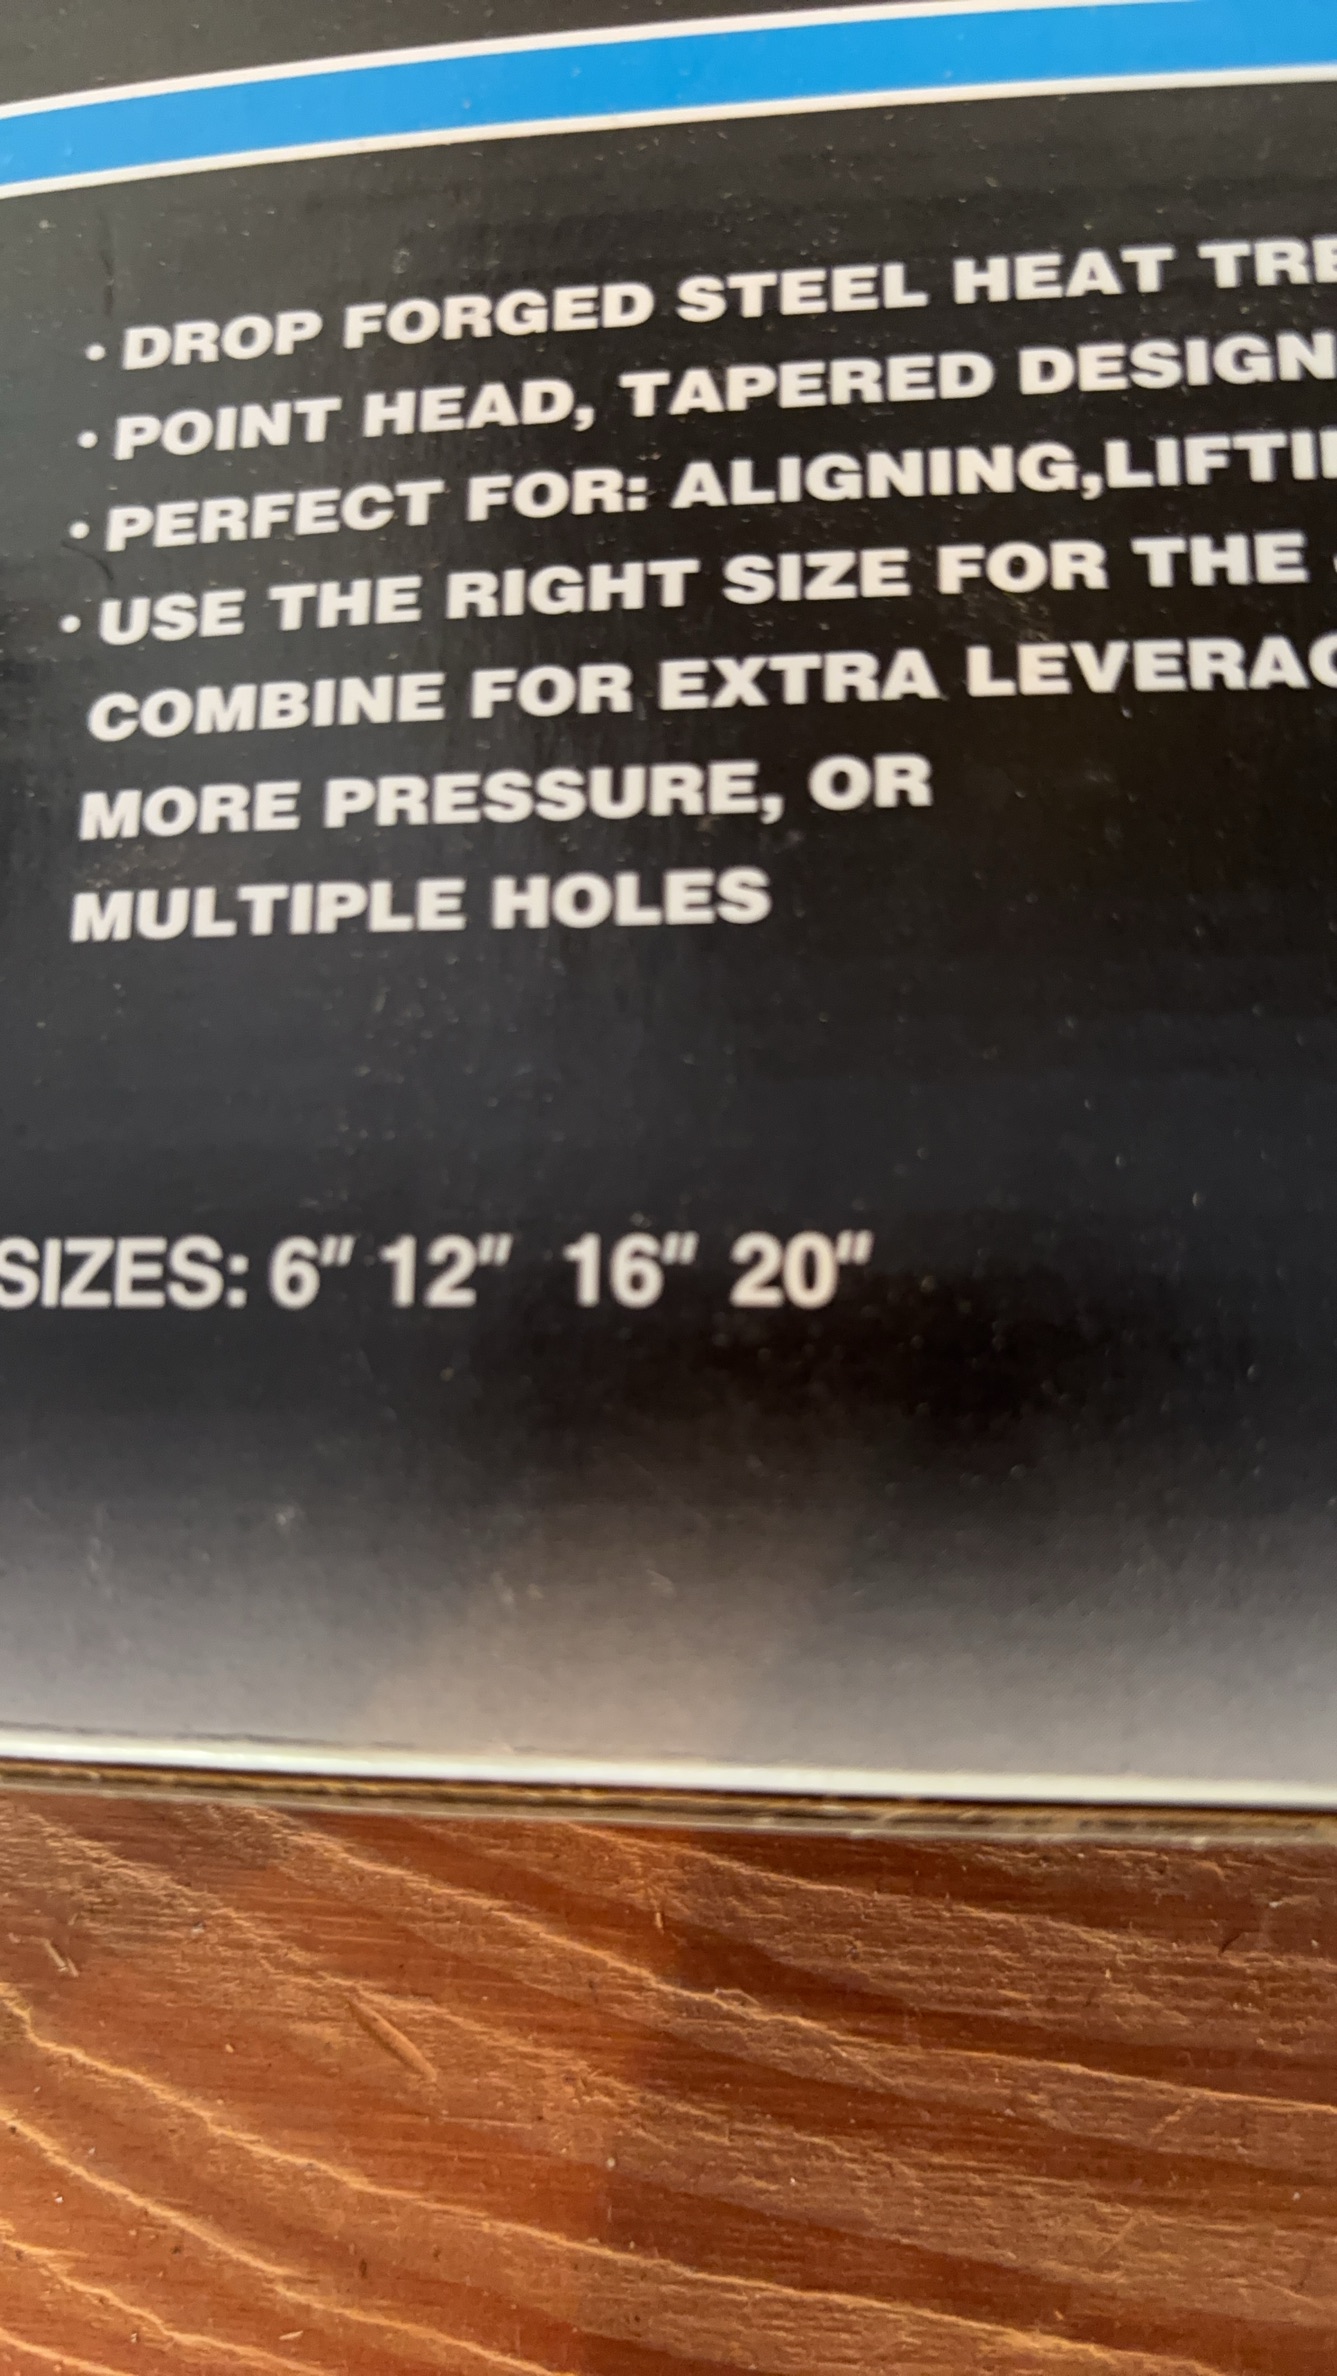 • DROP FORGED STEEL HEAT
• POINT HEAD, TAPERED DESIGN
• PERFECT FOR: ALIGNING,
• USE THE RIGHT SIZE FOR THE
COMBINE FOR EXTRA
MORE PRESSURE, OR
MULTIPLE HOLES
SIZES: 6" 12" 16" 20"